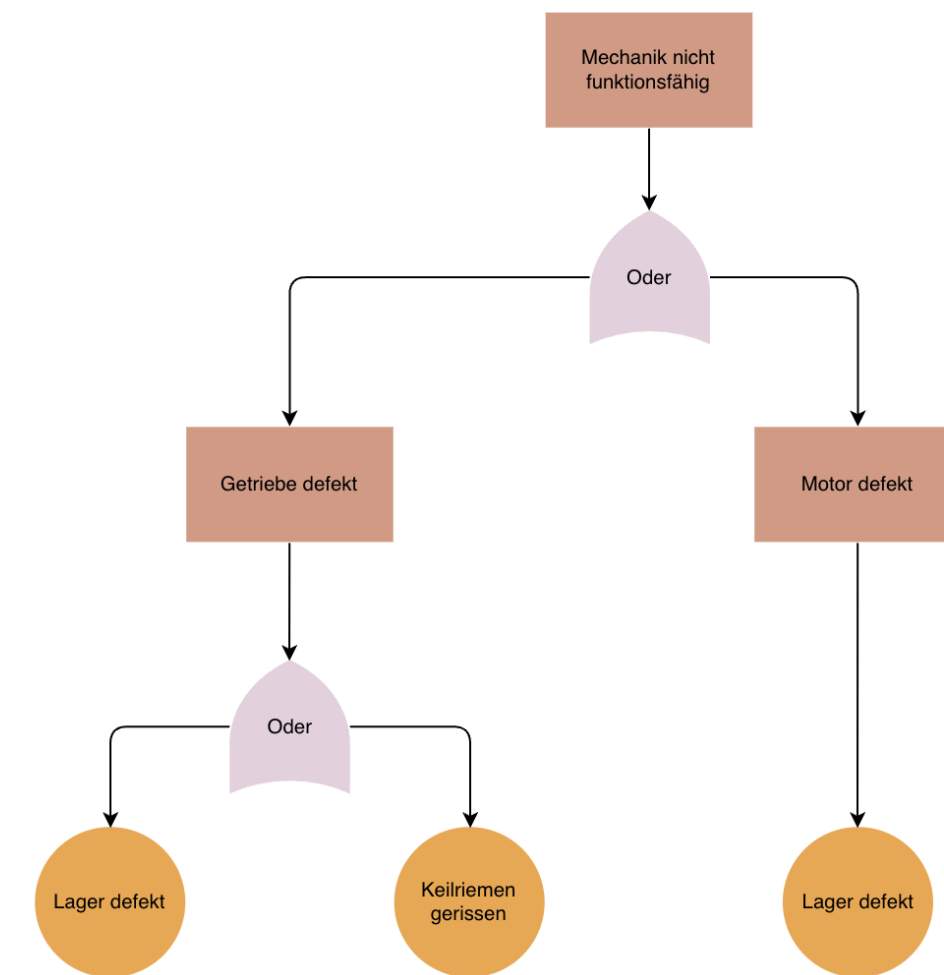 Mechanik nicht
funktionsfähig
Oder
Getriebe defekt
Motor defekt
Oder
Lager defekt
Keilriemen
gerissen
Lager defekt